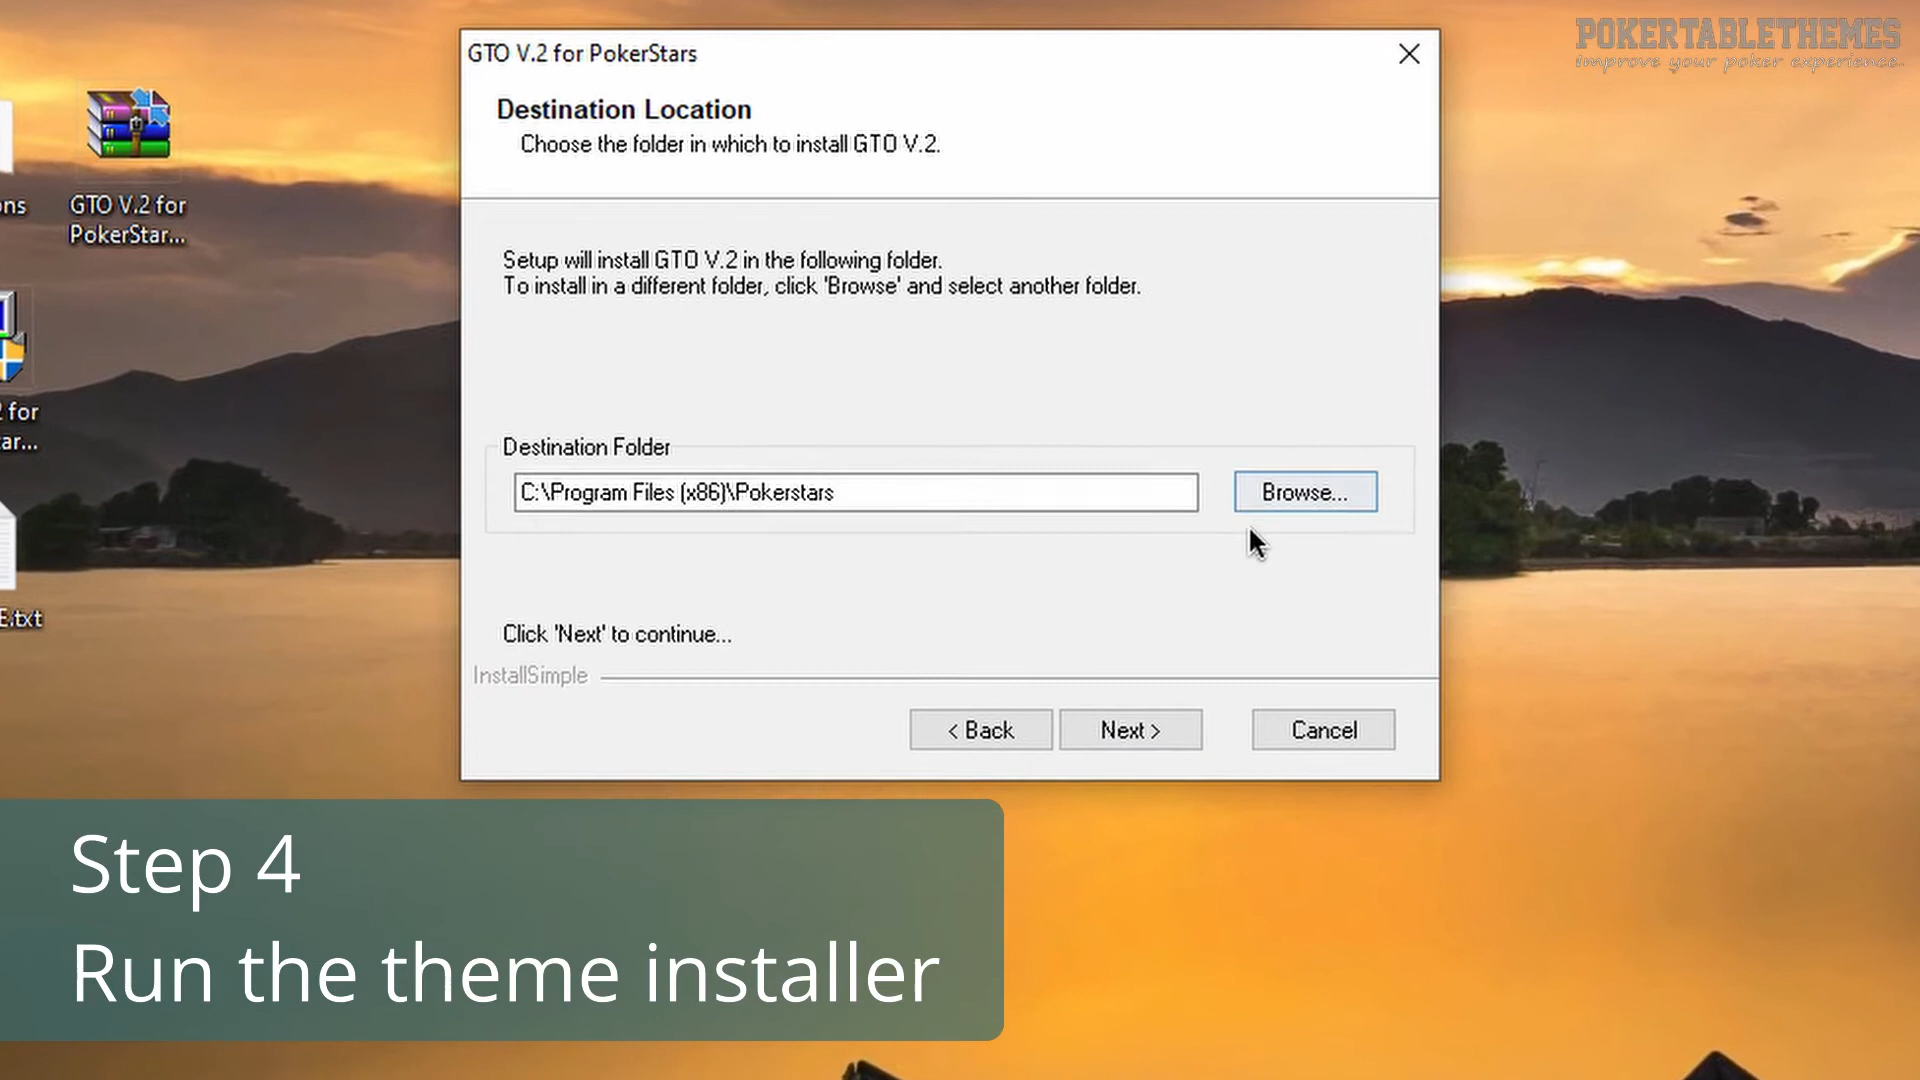 POKERTABLETHEMES
improve your poker experience.
GTO V.2 for PokerStars
Destination Location
Choose the folder in which to install GTO V.2.
ons
GTO V.2 for
PokerStar...
Setup will install GTO V.2 in the following folder.
To install in a different folder, click 'Browse' and select another folder.
2 for
ar...
Destination Folder
C:\Program Files (x86)\Pokerstars
Browse...
E.txt
Click 'Next' to continue...
InstallSimple
< Back
Next >
Cancel
Step 4
Run the theme installer